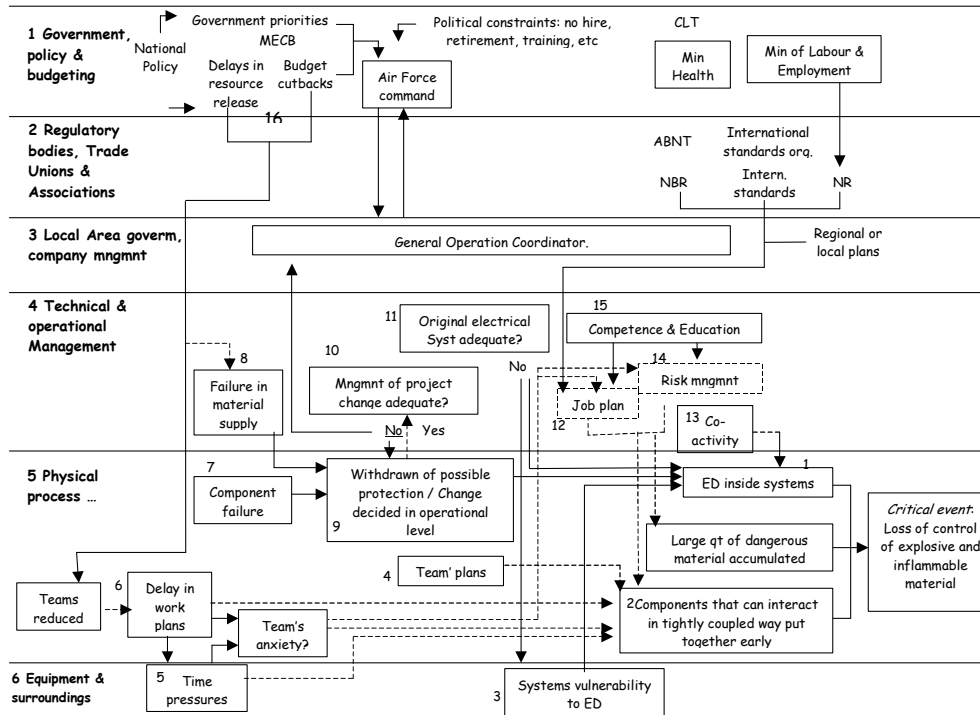 1 Government,
policy &
budgeting
Government priorities
MECB
National
Policy
Delays in
resource
release
Budget
cutbacks
16
Political constraints: no hire,
retirement, training, etc
Air Force
command
CLT
Min
Health
Min of Labour &
Employment
2 Regulatory
bodies, Trade
Unions &
Associations
ABNT
International
standards org.
NBR
Intern.
standards
NR
3 Local Area governm,
company mngmnt
General Operation Coordinator.
Regional or
local plans
4 Technical &
operational
Management
8
Failure in
material
supply
10
Mngmnt of project
change adequate?
No
Yes
11
Original electrical
Syst adequate?
No
15
Competence & Education
14
Risk mngmnt
Job plan
12
13
Co-
activity
5 Physical
process …
7
Component
failure
Withdrawn of possible
protection / Change
decided in operational
level
9
1
ED inside systems
Large qt of dangerous
material accumulated
Critical event:
Loss of control
of explosive and
inflammable
material
4
Team' plans
2 Components that can interact
in tightly coupled way put
together early
Teams
reduced
6
Delay in
work
plans
Team's
anxiety?
6 Equipment &
surroundings
5
Time
pressures
3
Systems vulnerability
to ED